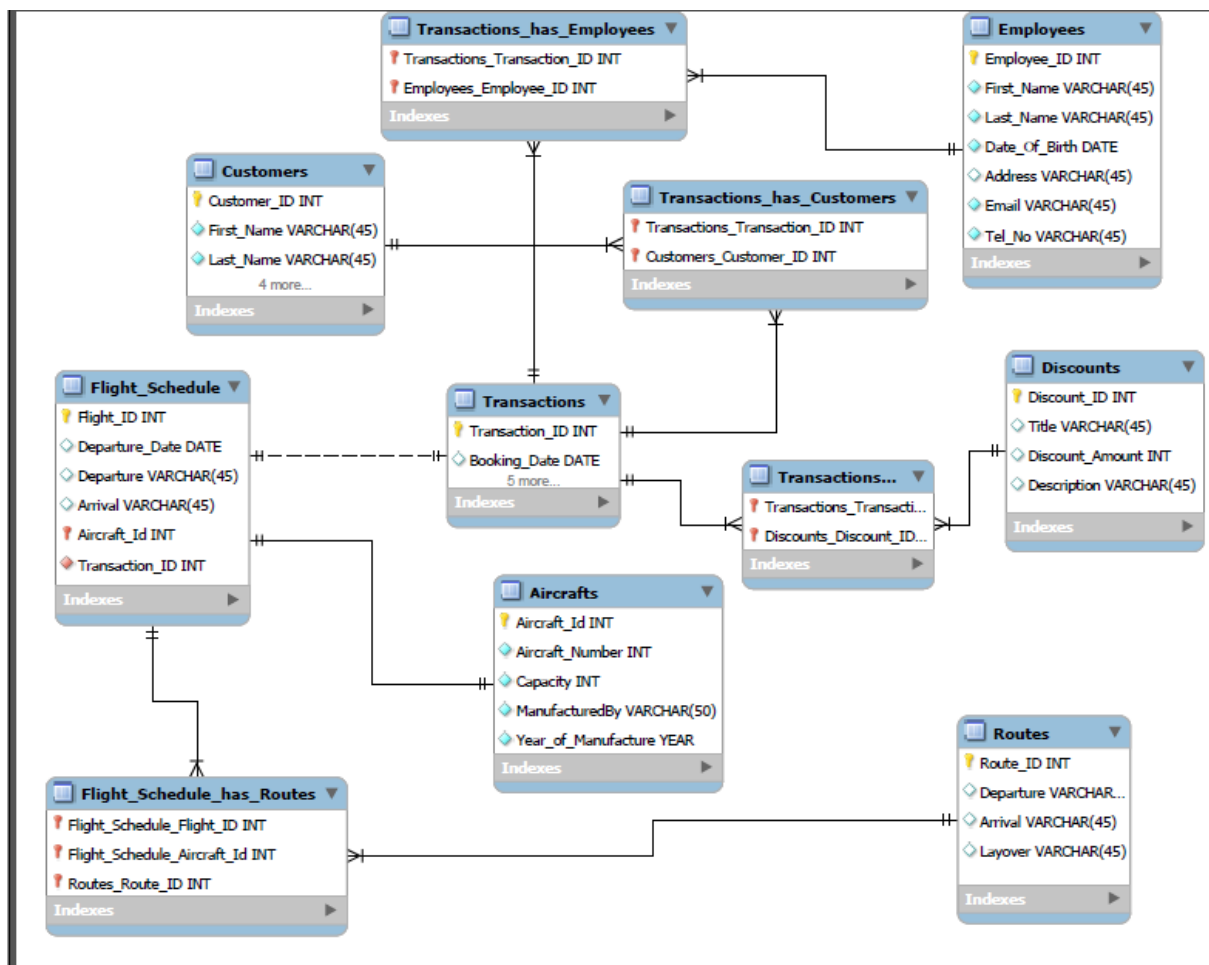 Transactions_has_Employees
Transactions_Transaction_ID INT
Employees_Employee_ID INT
Indexes
Employees
Employee_ID INT
First_Name VARCHAR(45)
Last_Name VARCHAR(45)
Date_Of_Birth DATE
Address VARCHAR(45)
Email VARCHAR(45)
Tel_No VARCHAR(45)
Indexes
Customers
Customer_ID INT
First_Name VARCHAR(45)
Last_Name VARCHAR(45)
4 more...
Indexes
Transactions_has_Customers
Transactions_Transaction_ID INT
Customers_Customer_ID INT
Indexes
Flight_Schedule
Flight_ID INT
Departure_Date DATE
Departure VARCHAR(45)
Arrival VARCHAR(45)
Aircraft_Id INT
Transaction_ID INT
Indexes
Transactions
Transaction_ID INT
Booking_Date DATE
5 more...
Indexes
Discounts
Discount_ID INT
Title VARCHAR(45)
Discount_Amount INT
Description VARCHAR(45)
Indexes
Transactions...
Transactions_Transacti...
Discounts_Discount_ID...
Indexes
Aircrafts
Aircraft_Id INT
Aircraft_Number INT
Capacity INT
ManufacturedBy VARCHAR(50)
Year_of_Manufacture YEAR
Indexes
Routes
Route_ID INT
Departure VARCHAR...
Arrival VARCHAR(45)
Layover VARCHAR(45)
Indexes
Flight_Schedule_has_Routes
Flight_Schedule_Flight_ID INT
Flight_Schedule_Aircraft_Id INT
Routes_Route_ID INT
Indexes